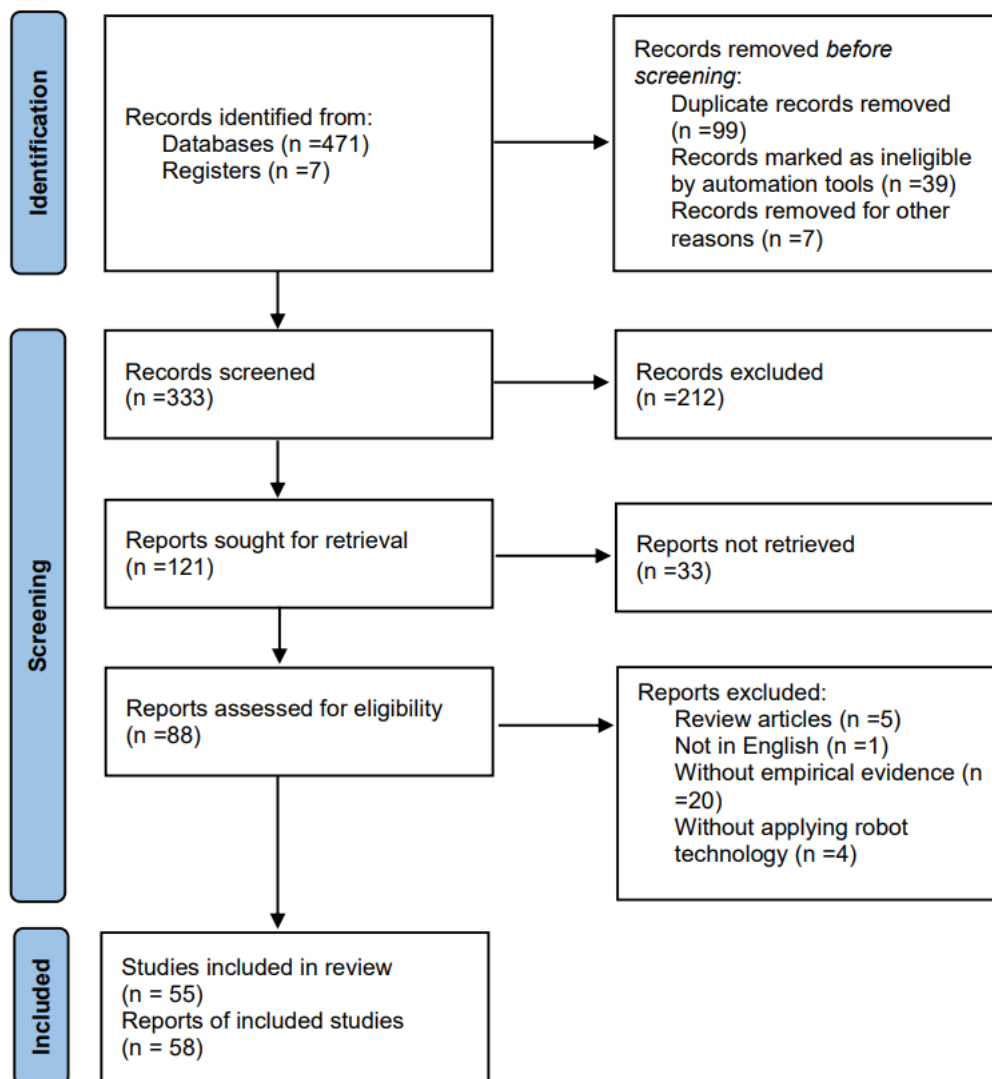 Identification
Records identified from:
Databases (n =471)
Registers (n =7)
Records removed before
screening:
Duplicate records removed
(n =99)
Records marked as ineligible
by automation tools (n =39)
Records removed for other
reasons (n =7)
Screening
Records screened
(n =333)
Records excluded
(n =212)
Reports sought for retrieval
(n =121)
Reports not retrieved
(n =33)
Reports assessed for eligibility
(n =88)
Reports excluded:
Review articles (n =5)
Not in English (n =1)
Without empirical evidence (n
=20)
Without applying robot
technology (n =4)
Included
Studies included in review
(n = 55)
Reports of included studies
(n = 58)